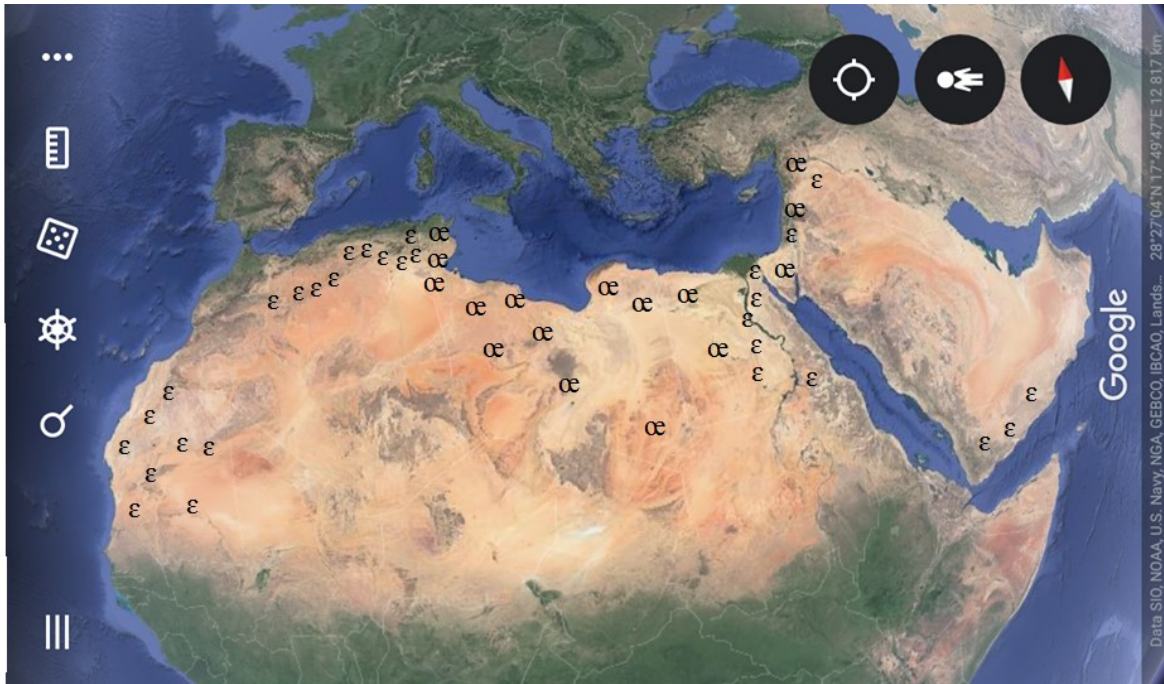 œ
ε
œ
ε œ ε
ε ε ε ε ε œ
ε œ
œ œ
ε ε ε ε œ œ œ œ ε
œ ε
œ œ ε
œ ε ε
ε ε
ε
œ ε
ε ε ε ε
ε
ε ε
Google
Data SIO, NOAA, U.S. Navy, NGA, GEBCO, IBCAO, Lands... 28°27'04"N 17°49'47"E 12 817 km